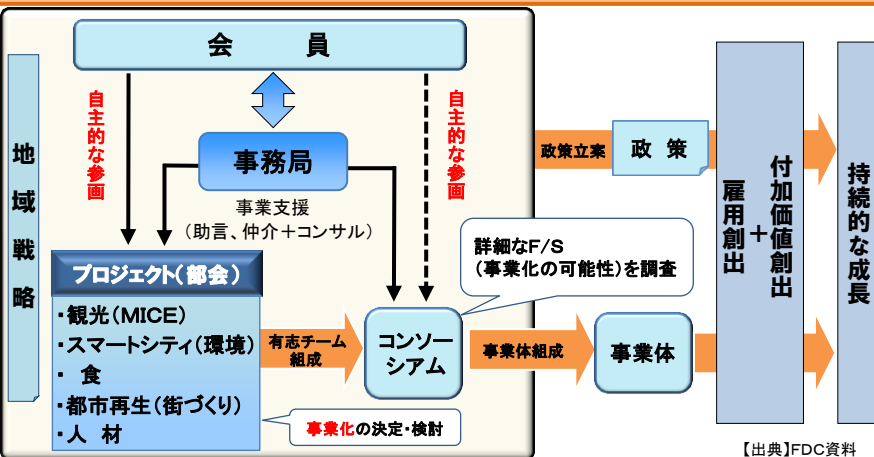 会　員
地域戦略
自主的な参画
自主的な参画
事務局
事業支援
(助言、仲介＋コンサル)
プロジェクト(部会)
・観光(MICE)
・スマートシティ(環境)
・ 食
・都市再生(街づくり)
・人 材
有志チーム
組成
コンソー
シアム
事業化の決定・検討
詳細なF/S
(事業化の可能性)を調査
政策立案
政 策
事業体組成
事業体
付加価値創出
＋
雇用創出
持続的な成長
【出典】FDC資料